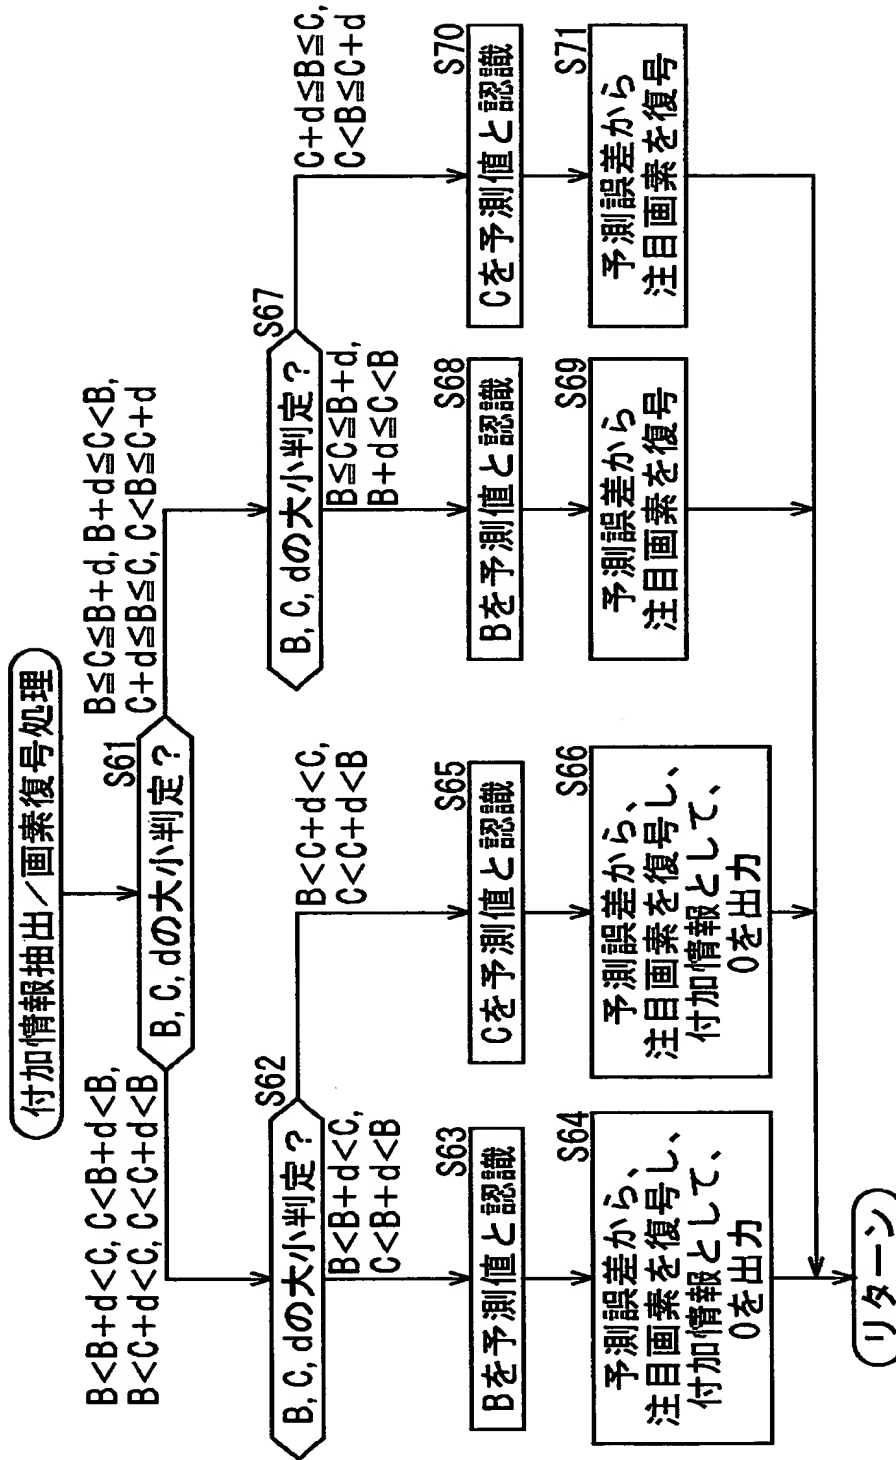 付加情報抽出／画素復号処理
S61
B, C, dの大小判定？
B<B+d<C, C<B+d<B,
B<C+d<C, C<C+d<B
B≦C≦B+d, B+d≦C<B,
C+d≦B≦C, C<B≦C+d
S62
B, C, dの大小判定？
B<B+d<C,
C<B+d<B
B<C+d<C,
C<C+d<B
S63
Bを予測値と認識
S64
予測誤差から、
注目画素を復号し、
付加情報として、
0を出力
S65
Cを予測値と認識
S66
予測誤差から、
注目画素を復号し、
付加情報として、
0を出力
S67
B, C, dの大小判定？
B≦C≦B+d,
B+d≦C<B
C+d≦B≦C,
C<B≦C+d
S68
Bを予測値と認識
S69
予測誤差から
注目画素を復号
S70
Cを予測値と認識
S71
予測誤差から
注目画素を復号
リターン